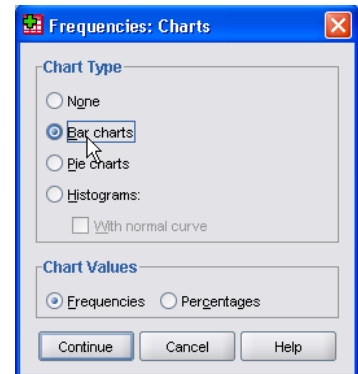 Frequencies: Charts
Chart Type
None
Bar charts
Pie charts
Histograms:
With normal curve
Chart Values
Frequencies Percentages
Continue Cancel Help